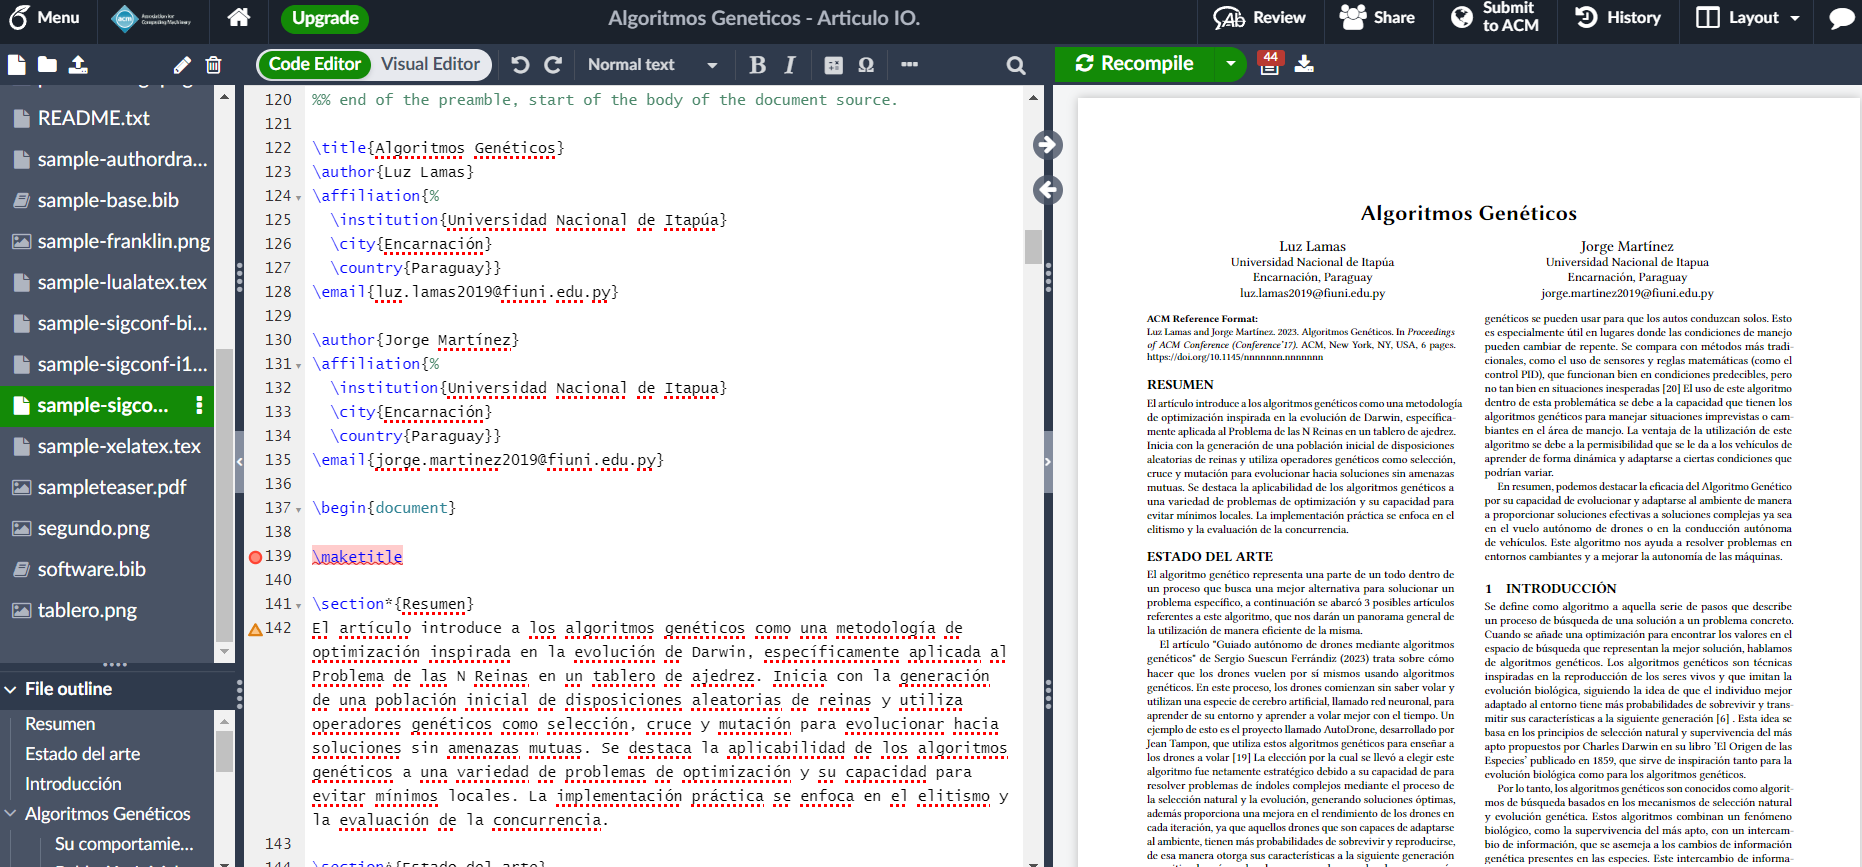 Menu
Association for
Computing Machinery
acm
Upgrade
Algoritmos Geneticos - Articulo IO.
Review
Share
Submit
to ACM
History
Layout
Code Editor
Visual Editor
Normal text
B I
Ω
Recompile
44
README.txt
sample-authordra...
sample-base.bib
sample-franklin.png
sample-lualatex.tex
sample-sigconf-bi...
sample-sigconf-i1...
sample-sigco...
sample-xelatex.tex
sampleteaser.pdf
segundo.png
software.bib
tablero.png
File outline
Resumen
Estado del arte
Introducción
Algoritmos Genéticos
Su comportamie...
120 %% end of the preamble, start of the body of the document source.
121
122 \title{Algoritmos Genéticos}
123 \author{Luz Lamas}
124 \affiliation{%
125 \institution{Universidad Nacional de Itapúa}
126 \city{Encarnación}
127 \country{Paraguay}}
128 \email{luz.lamas2019@fiuni.edu.py}
129
130 \author{Jorge Martínez}
131 \affiliation{%
132 \institution{Universidad Nacional de Itapua}
133 \city{Encarnación}
134 \country{Paraguay}}
135 \email{jorge.martinez2019@fiuni.edu.py}
136
137 \begin{document}
138
139 \maketitle
140
141 \section*{Resumen}
142 El artículo introduce a los algoritmos genéticos como una metodología de
optimización inspirada en la evolución de Darwin, específicamente aplicada al
Problema de las N Reinas en un tablero de ajedrez. Inicia con la generación
de una población inicial de disposiciones aleatorias de reinas y utiliza
operadores genéticos como selección, cruce y mutación para evolucionar hacia
soluciones sin amenazas mutuas. Se destaca la aplicabilidad de los algoritmos
genéticos a una variedad de problemas de optimización y su capacidad para
evitar mínimos locales. La implementación práctica se enfoca en el elitismo y
la evaluación de la concurrencia.
143
144 \section*{Estado del arte}
Algoritmos Genéticos
Luz Lamas
Universidad Nacional de Itapúa
Encarnación, Paraguay
luz.lamas2019@fiuni.edu.py
Jorge Martínez
Universidad Nacional de Itapua
Encarnación, Paraguay
jorge.martinez2019@fiuni.edu.py
ACM Reference Format:
Luz Lamas and Jorge Martínez. 2023. Algoritmos Genéticos. In Proceedings
of ACM Conference (Conference'17). ACM, New York, NY, USA, 6 pages.
https://doi.org/10.1145/nnnnnnn.nnnnnnn
RESUMEN
El artículo introduce a los algoritmos genéticos como una metodología
de optimización inspirada en la evolución de Darwin, específica-
mente aplicada al Problema de las N Reinas en un tablero de ajedrez.
Inicia con la generación de una población inicial de disposiciones
aleatorias de reinas y utiliza operadores genéticos como selección,
cruce y mutación para evolucionar hacia soluciones sin amenazas
mutuas. Se destaca la aplicabilidad de los algoritmos genéticos a
una variedad de problemas de optimización y su capacidad para
evitar mínimos locales. La implementación práctica se enfoca en el
elitismo y la evaluación de la concurrencia.
ESTADO DEL ARTE
El algoritmo genético representa una parte de un todo dentro de
un proceso que busca una mejor alternativa para solucionar un
problema específico, a continuación se abarcó 3 posibles artículos
referentes a este algoritmo, que nos darán un panorama general de
la utilización de manera eficiente de la misma.
El artículo "Guiado autónomo de drones mediante algoritmos
genéticos" de Sergio Suescun Ferrándiz (2023) trata sobre cómo
hacer que los drones vuelen por sí mismos usando algoritmos
genéticos. En este proceso, los drones comienzan sin saber volar y
utilizan una especie de cerebro artificial, llamado red neuronal, para
aprender de su entorno y aprender a volar mejor con el tiempo. Un
ejemplo de esto es el proyecto llamado AutoDrone, desarrollado por
Jean Tampon, que utiliza estos algoritmos genéticos para enseñar a
los drones a volar [19] La elección por la cual se llevó a elegir este
algoritmo fue netamente estratégico debido a su capacidad de para
resolver problemas de índoles complejos mediante el proceso de
la selección natural y la evolución, generando soluciones óptimas,
además proporciona una mejora en el rendimiento de los drones en
cada iteración, ya que aquellos drones que son capaces de adaptarse
al ambiente, tienen más probabilidades de sobrevivir y reproducirse,
de esa manera otorga sus características a la siguiente generación
genéticos se pueden usar para que los autos conduzcan solos. Esto
es especialmente útil en lugares donde las condiciones de manejo
pueden cambiar de repente. Se compara con métodos más tradi-
cionales, como el uso de sensores y reglas matemáticas (como el
control PID), que funcionan bien en condiciones predecibles, pero
no tan bien en situaciones inesperadas [20] El uso de este algoritmo
dentro de esta problemática se debe a la capacidad que tienen los
algoritmos genéticos para manejar situaciones imprevistas o cam-
biantes en el área de manejo. La ventaja de la utilización de este
algoritmo se debe a la permisibilidad que se le da a los vehículos de
aprender de forma dinámica y adaptarse a ciertas condiciones que
podrían variar.
En resumen, podemos destacar la eficacia del Algoritmo Genético
por su capacidad de evolucionar y adaptarse al ambiente de manera
a proporcionar soluciones efectivas a soluciones complejas ya sea
en el vuelo autónomo de drones o en la conducción autónoma
de vehículos. Este algoritmo nos ayuda a resolver problemas en
entornos cambiantes y a mejorar la autonomía de las máquinas.
1 INTRODUCCIÓN
Se define como algoritmo a aquella serie de pasos que describe
un proceso de búsqueda de una solución a un problema concreto.
Cuando se añade una optimización para encontrar los valores en el
espacio de búsqueda que representan la mejor solución, hablamos
de algoritmos genéticos. Los algoritmos genéticos son técnicas
inspiradas en la reproducción de los seres vivos y que imitan la
evolución biológica, siguiendo la idea de que el individuo mejor
adaptado al entorno tiene más probabilidades de sobrevivir y trans-
mitir sus características a la siguiente generación [6] . Esta idea se
basa en los principios de selección natural y supervivencia del más
apto propuestos por Charles Darwin en su libro 'El Origen de las
Especies' publicado en 1859, que sirve de inspiración tanto para la
evolución biológica como para los algoritmos genéticos.
Por lo tanto, los algoritmos genéticos son conocidos como algorit-
mos de búsqueda basados en los mecanismos de selección natural
y evolución genética. Estos algoritmos combinan un fenómeno
biológico, como la supervivencia del más apto, con un intercam-
bio de información, que se asemeja a los cambios de información
genética presentes en las especies. Este intercambio de informa-